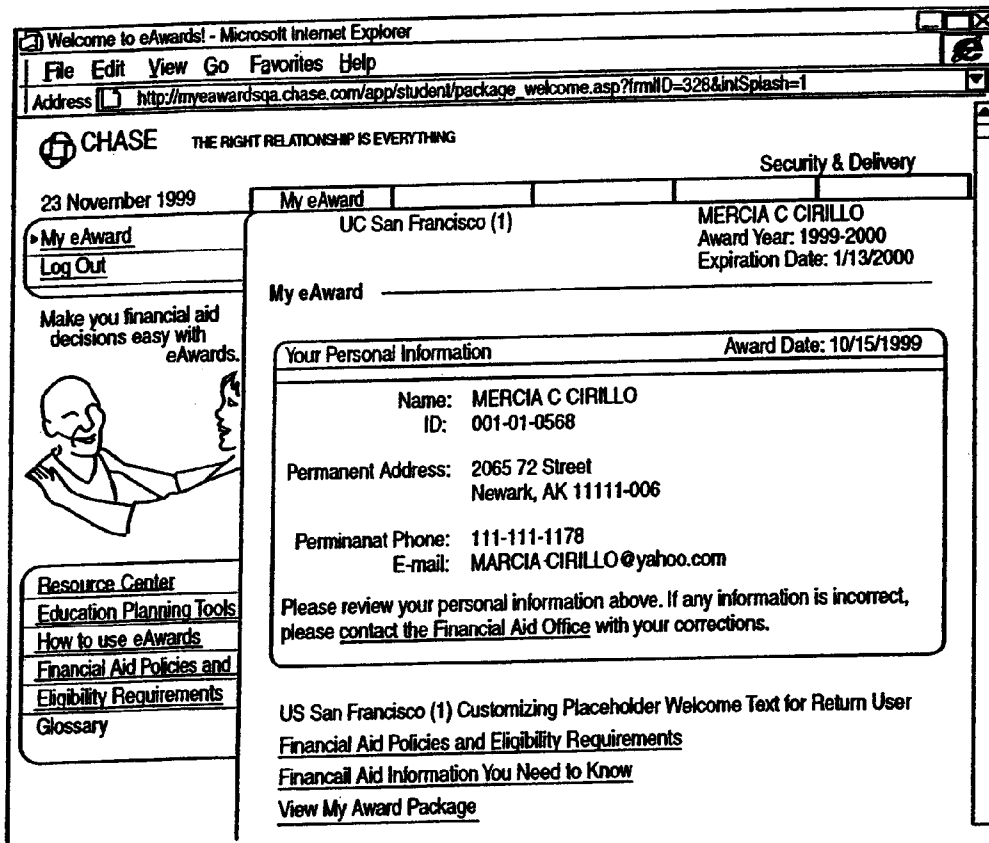 Welcome to eAwards! - Microsoft Internet Explorer
File Edit View Go Favorites Help
Address http://myeawardsqa.chase.com/app/student/package_welcome.asp?frmIID=328&intSplash=1
CHASE THE RIGHT RELATIONSHIP IS EVERYTHING
Security & Delivery
23 November 1999
My eAward
UC San Francisco (1)
MERCIA C CIRILLO
Award Year: 1999-2000
Expiration Date: 1/13/2000
My eAward
Log Out
Make you financial aid
decisions easy with
eAwards.
My eAward
Your Personal Information
Award Date: 10/15/1999
Name: MERCIA C CIRILLO
ID: 001-01-0568
Permanent Address: 2065 72 Street
Newark, AK 11111-006
Perminanat Phone: 111-111-1178
E-mail: MARCIA-CIRILLO@yahoo.com
Please review your personal information above. If any information is incorrect,
please contact the Financial Aid Office with your corrections.
Resource Center
Education Planning Tools
How to use eAwards
Financial Aid Policies and
Eligibility Requirements
Glossary
US San Francisco (1) Customizing Placeholder Welcome Text for Return User
Financial Aid Policies and Eligibility Requirements
Financail Aid Information You Need to Know
View My Award Package